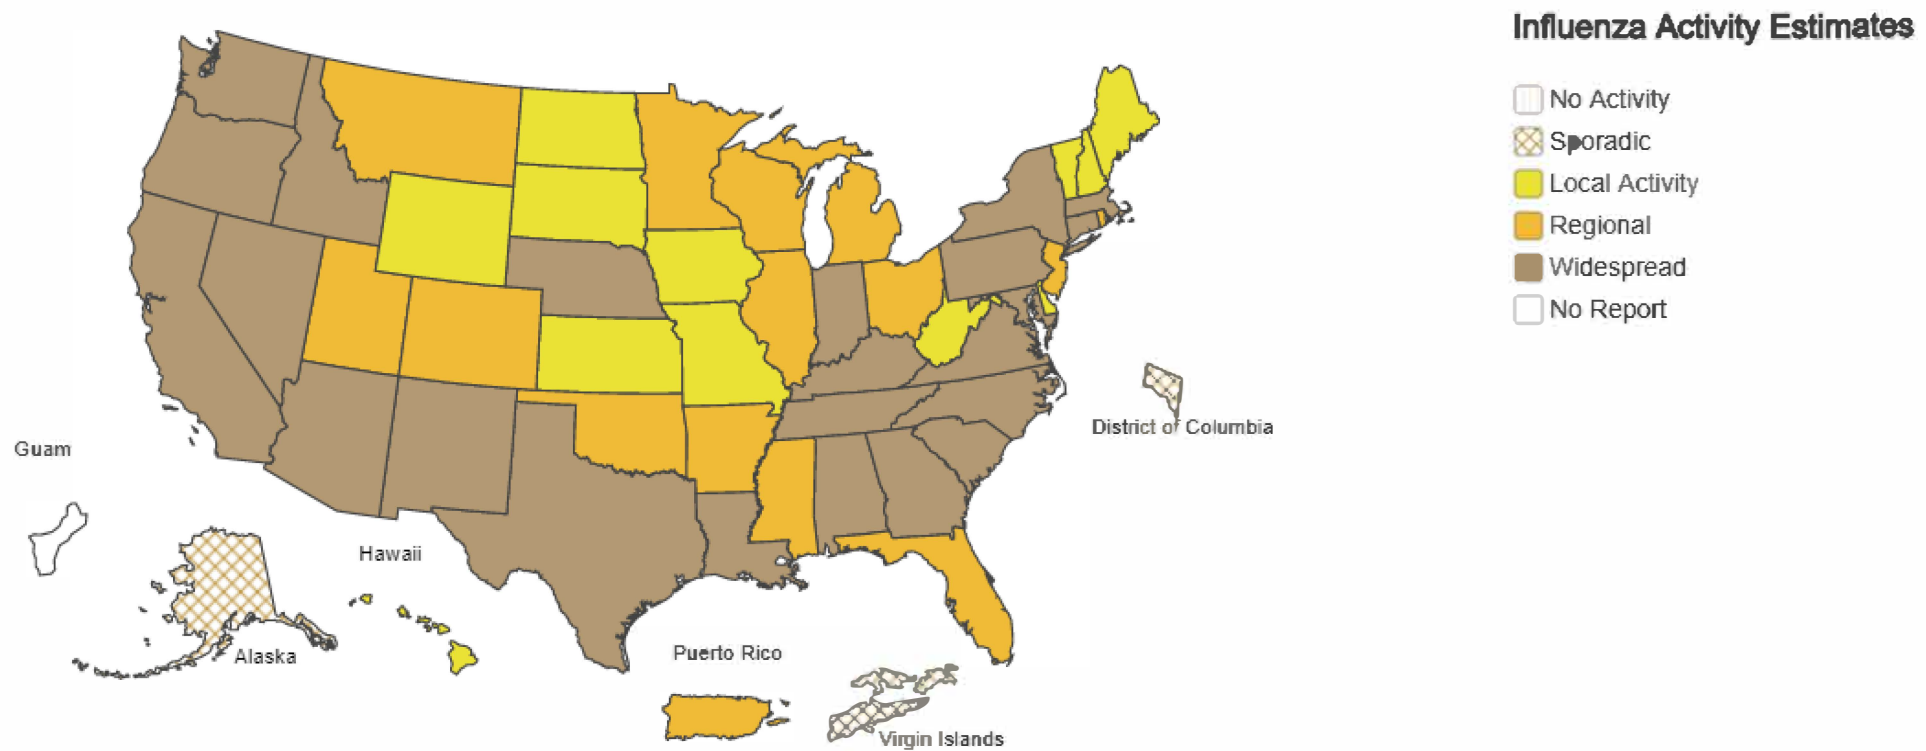 Influenza Activity Estimates
No Activity
Sporadic
Local Activity
Regional
Widespread
No Report
District of Columbia
Guam
Hawaii
Alaska
Puerto Rico
Virgin Islands